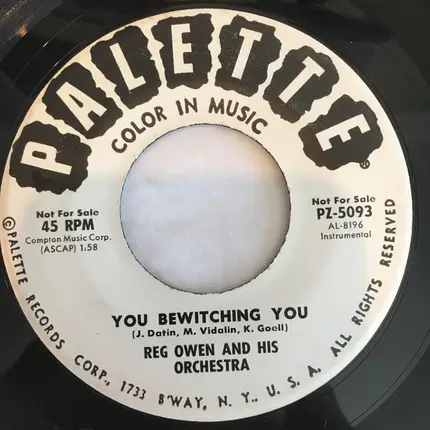 PALETTE®
COLOR IN MUSIC
Not For Sale
45 RPM
Compton Music Corp.
(ASCAP) 1:58
Not For Sale
PZ-5093
AL-8196
Instrumental
YOU BEWITCHING YOU
(J. Datin, M. Vidalin, K. Goell)
REG OWEN AND HIS
ORCHESTRA
©PALETTE RECORDS CORP., 1733 B'WAY, N. Y., U. S. A. ALL RIGHTS RESERVED